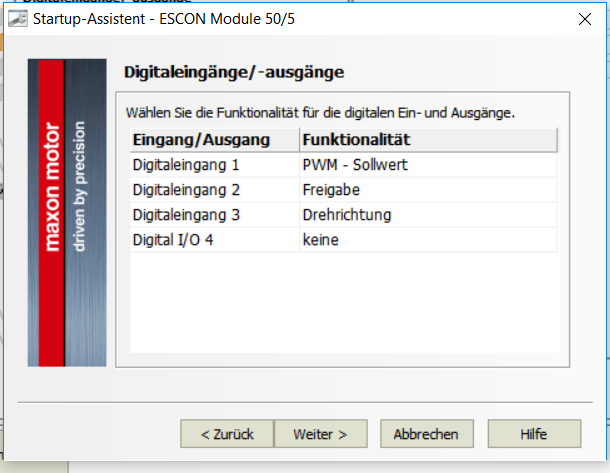 Startup-Assistent - ESCON Module 50/5
Digitaleingänge/-ausgänge
Wählen Sie die Funktionalität für die digitalen Ein- und Ausgänge.
Eingang/Ausgang Funktionalität
Digitaleingang 1 PWM - Sollwert
Digitaleingang 2 Freigabe
Digitaleingang 3 Drehrichtung
Digital I/O 4 keine
maxon motor
driven by precision
< Zurück Weiter > Abbrechen Hilfe